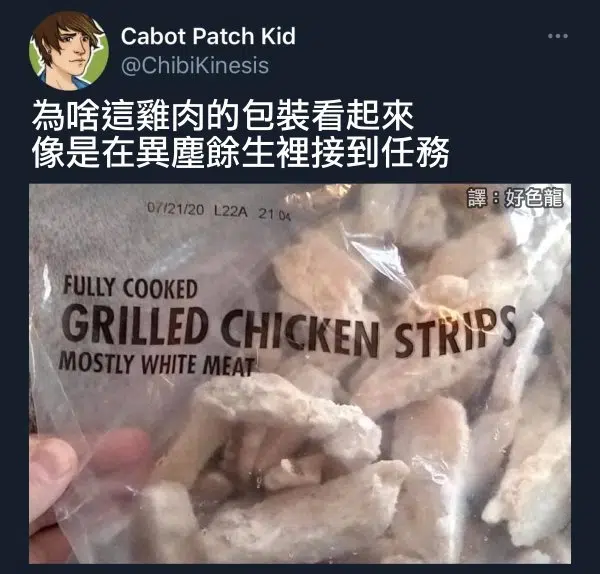 Cabot Patch Kid
@ChibiKinesis
為啥這雞肉的包裝看起來
像是在異塵餘生裡接到任務
譯：好色龍
07/21/20 L22A 21 04
FULLY COOKED
GRILLED CHICKEN STRIPS
MOSTLY WHITE MEAT